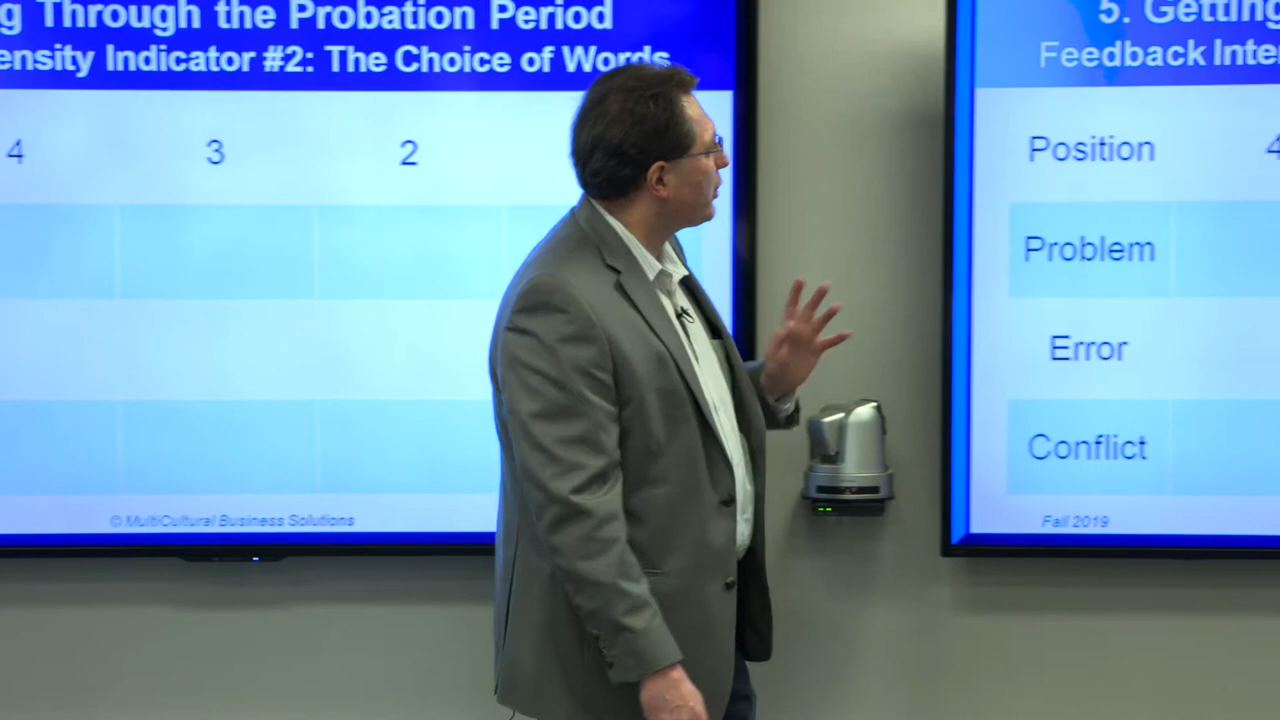 g Through the Probation Period
ensity Indicator #2: The Choice of Words
4 3 2
© MultiCultural Business Solutions
5. Getting
Feedback Inte
Position 4
Problem
Error
Conflict
Fall 2019